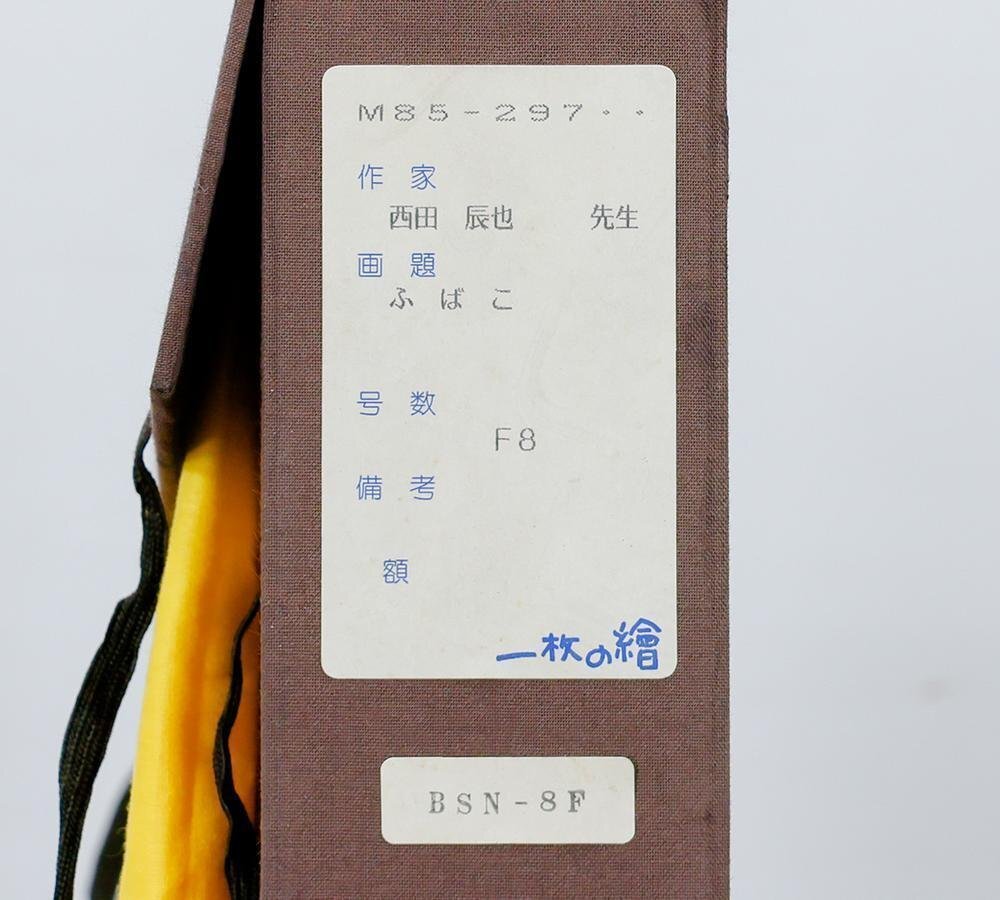 M85-297··
作家
西田 辰也 先生
画題
ふばこ
号数
F8
備考
額
一枚の繪
BSN-8F